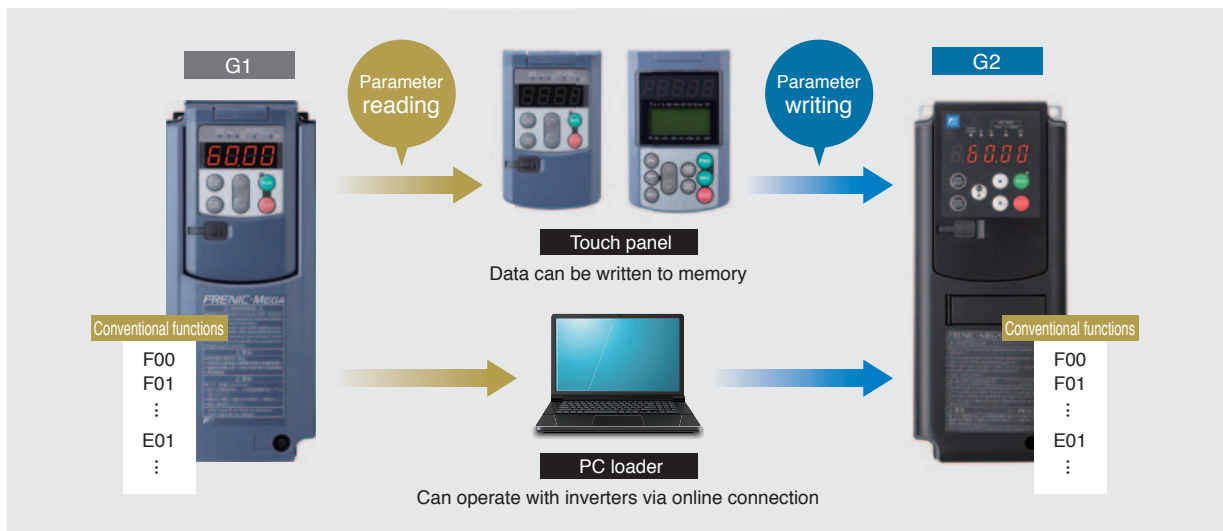 G1
Parameter
reading
Parameter
writing
G2
60.00
60.00
Touch panel
Data can be written to memory
FRENIC-MEGA
Conventional functions
F00
F01
⋮
E01
⋮
Conventional functions
F00
F01
⋮
E01
⋮
PC loader
Can operate with inverters via online connection